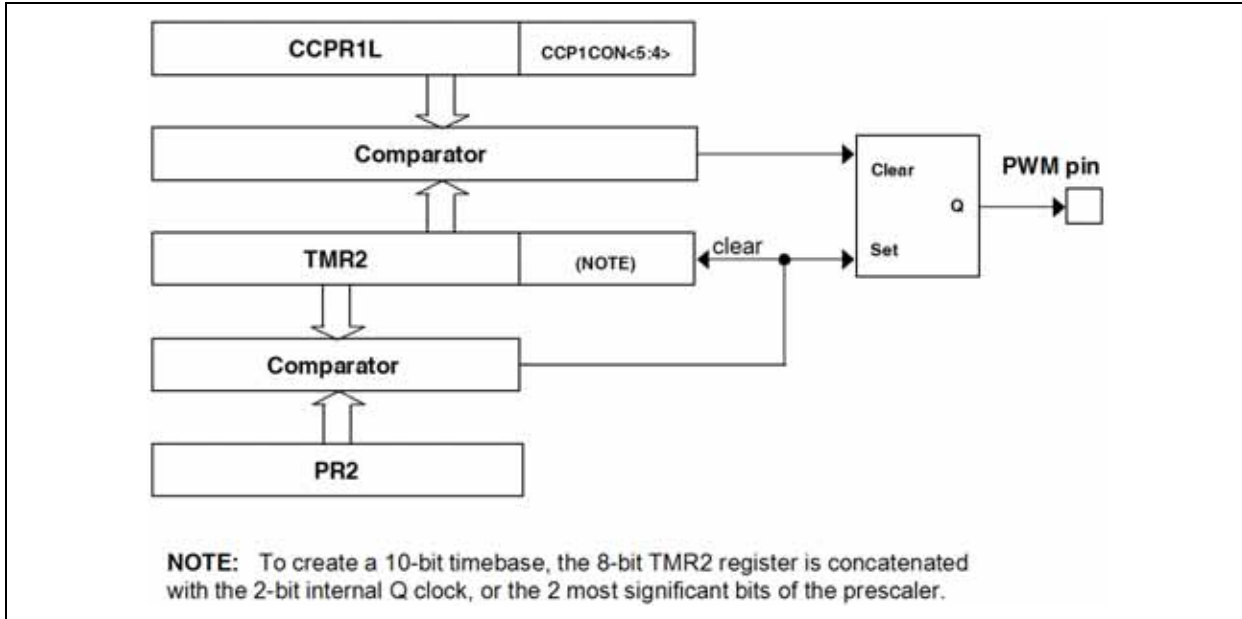 CCPR1L CCP1CON<5:4>
Comparator
Clear
PWM pin
Q
TMR2 (NOTE) clear Set
Comparator
PR2
NOTE: To create a 10-bit timebase, the 8-bit TMR2 register is concatenated
with the 2-bit internal Q clock, or the 2 most significant bits of the prescaler.